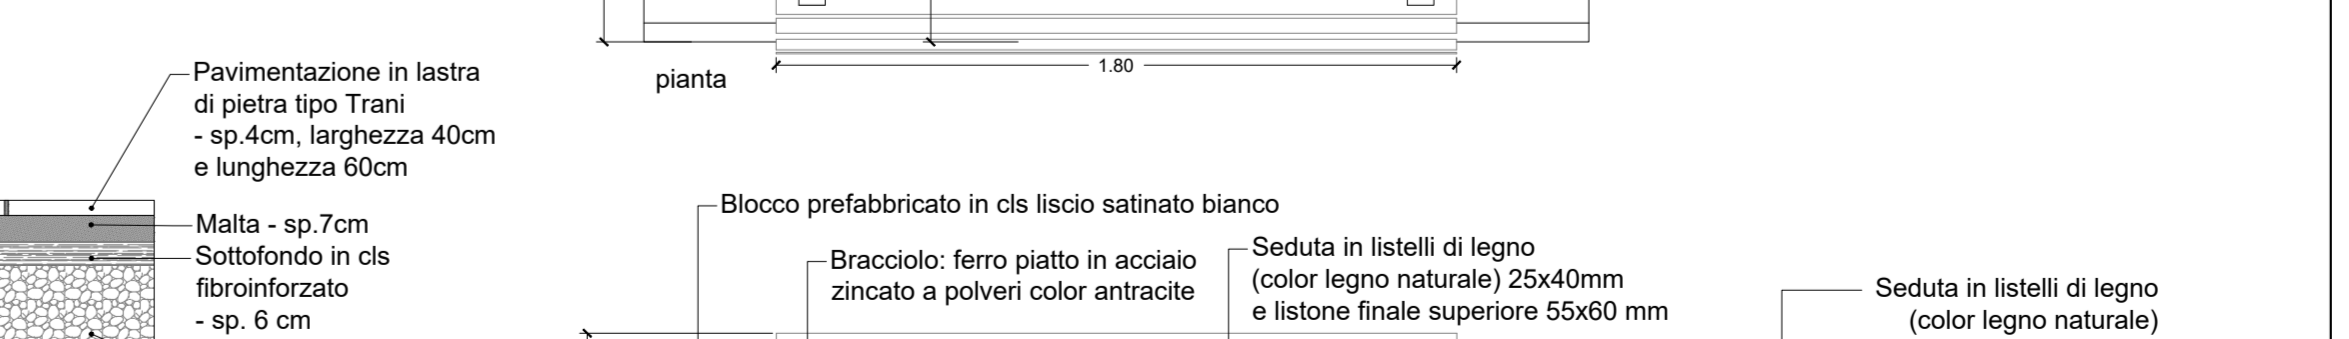 1.80
pianta
Pavimentazione in lastra
di pietra tipo Trani
- sp.4cm, larghezza 40cm
e lunghezza 60cm
Malta - sp.7cm
Sottofondo in cls
fibroinforzato
- sp. 6 cm
Blocco prefabbricato in cls liscio satinato bianco
Bracciolo: ferro piatto in acciaio
zincato a polveri color antracite
Seduta in listelli di legno
(color legno naturale) 25x40mm
e listone finale superiore 55x60 mm
Seduta in listelli di legno
(color legno naturale)